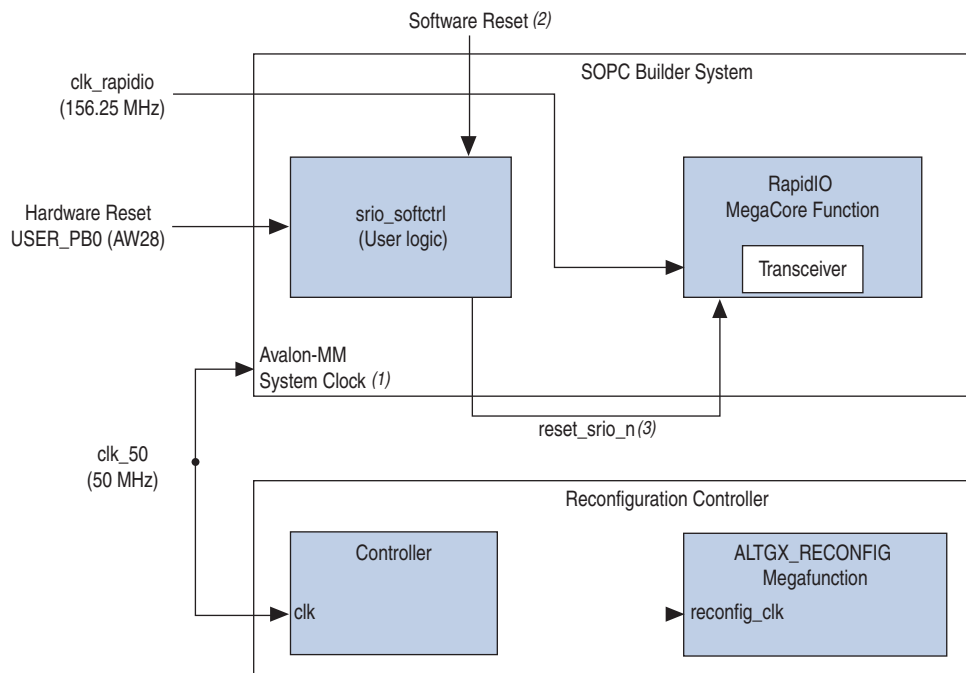 Software Reset (2)
SOPC Builder System
clk_rapidio
(156.25 MHz)
RapidIO
MegaCore Function
Transceiver
srio_softctrl
(User logic)
Hardware Reset
USER_PB0 (AW28)
Avalon-MM
System Clock (1)
reset_srio_n(3)
clk_50
(50 MHz)
Reconfiguration Controller
Controller
clk
ALTGX_RECONFIG
Megafunction
reconfig_clk